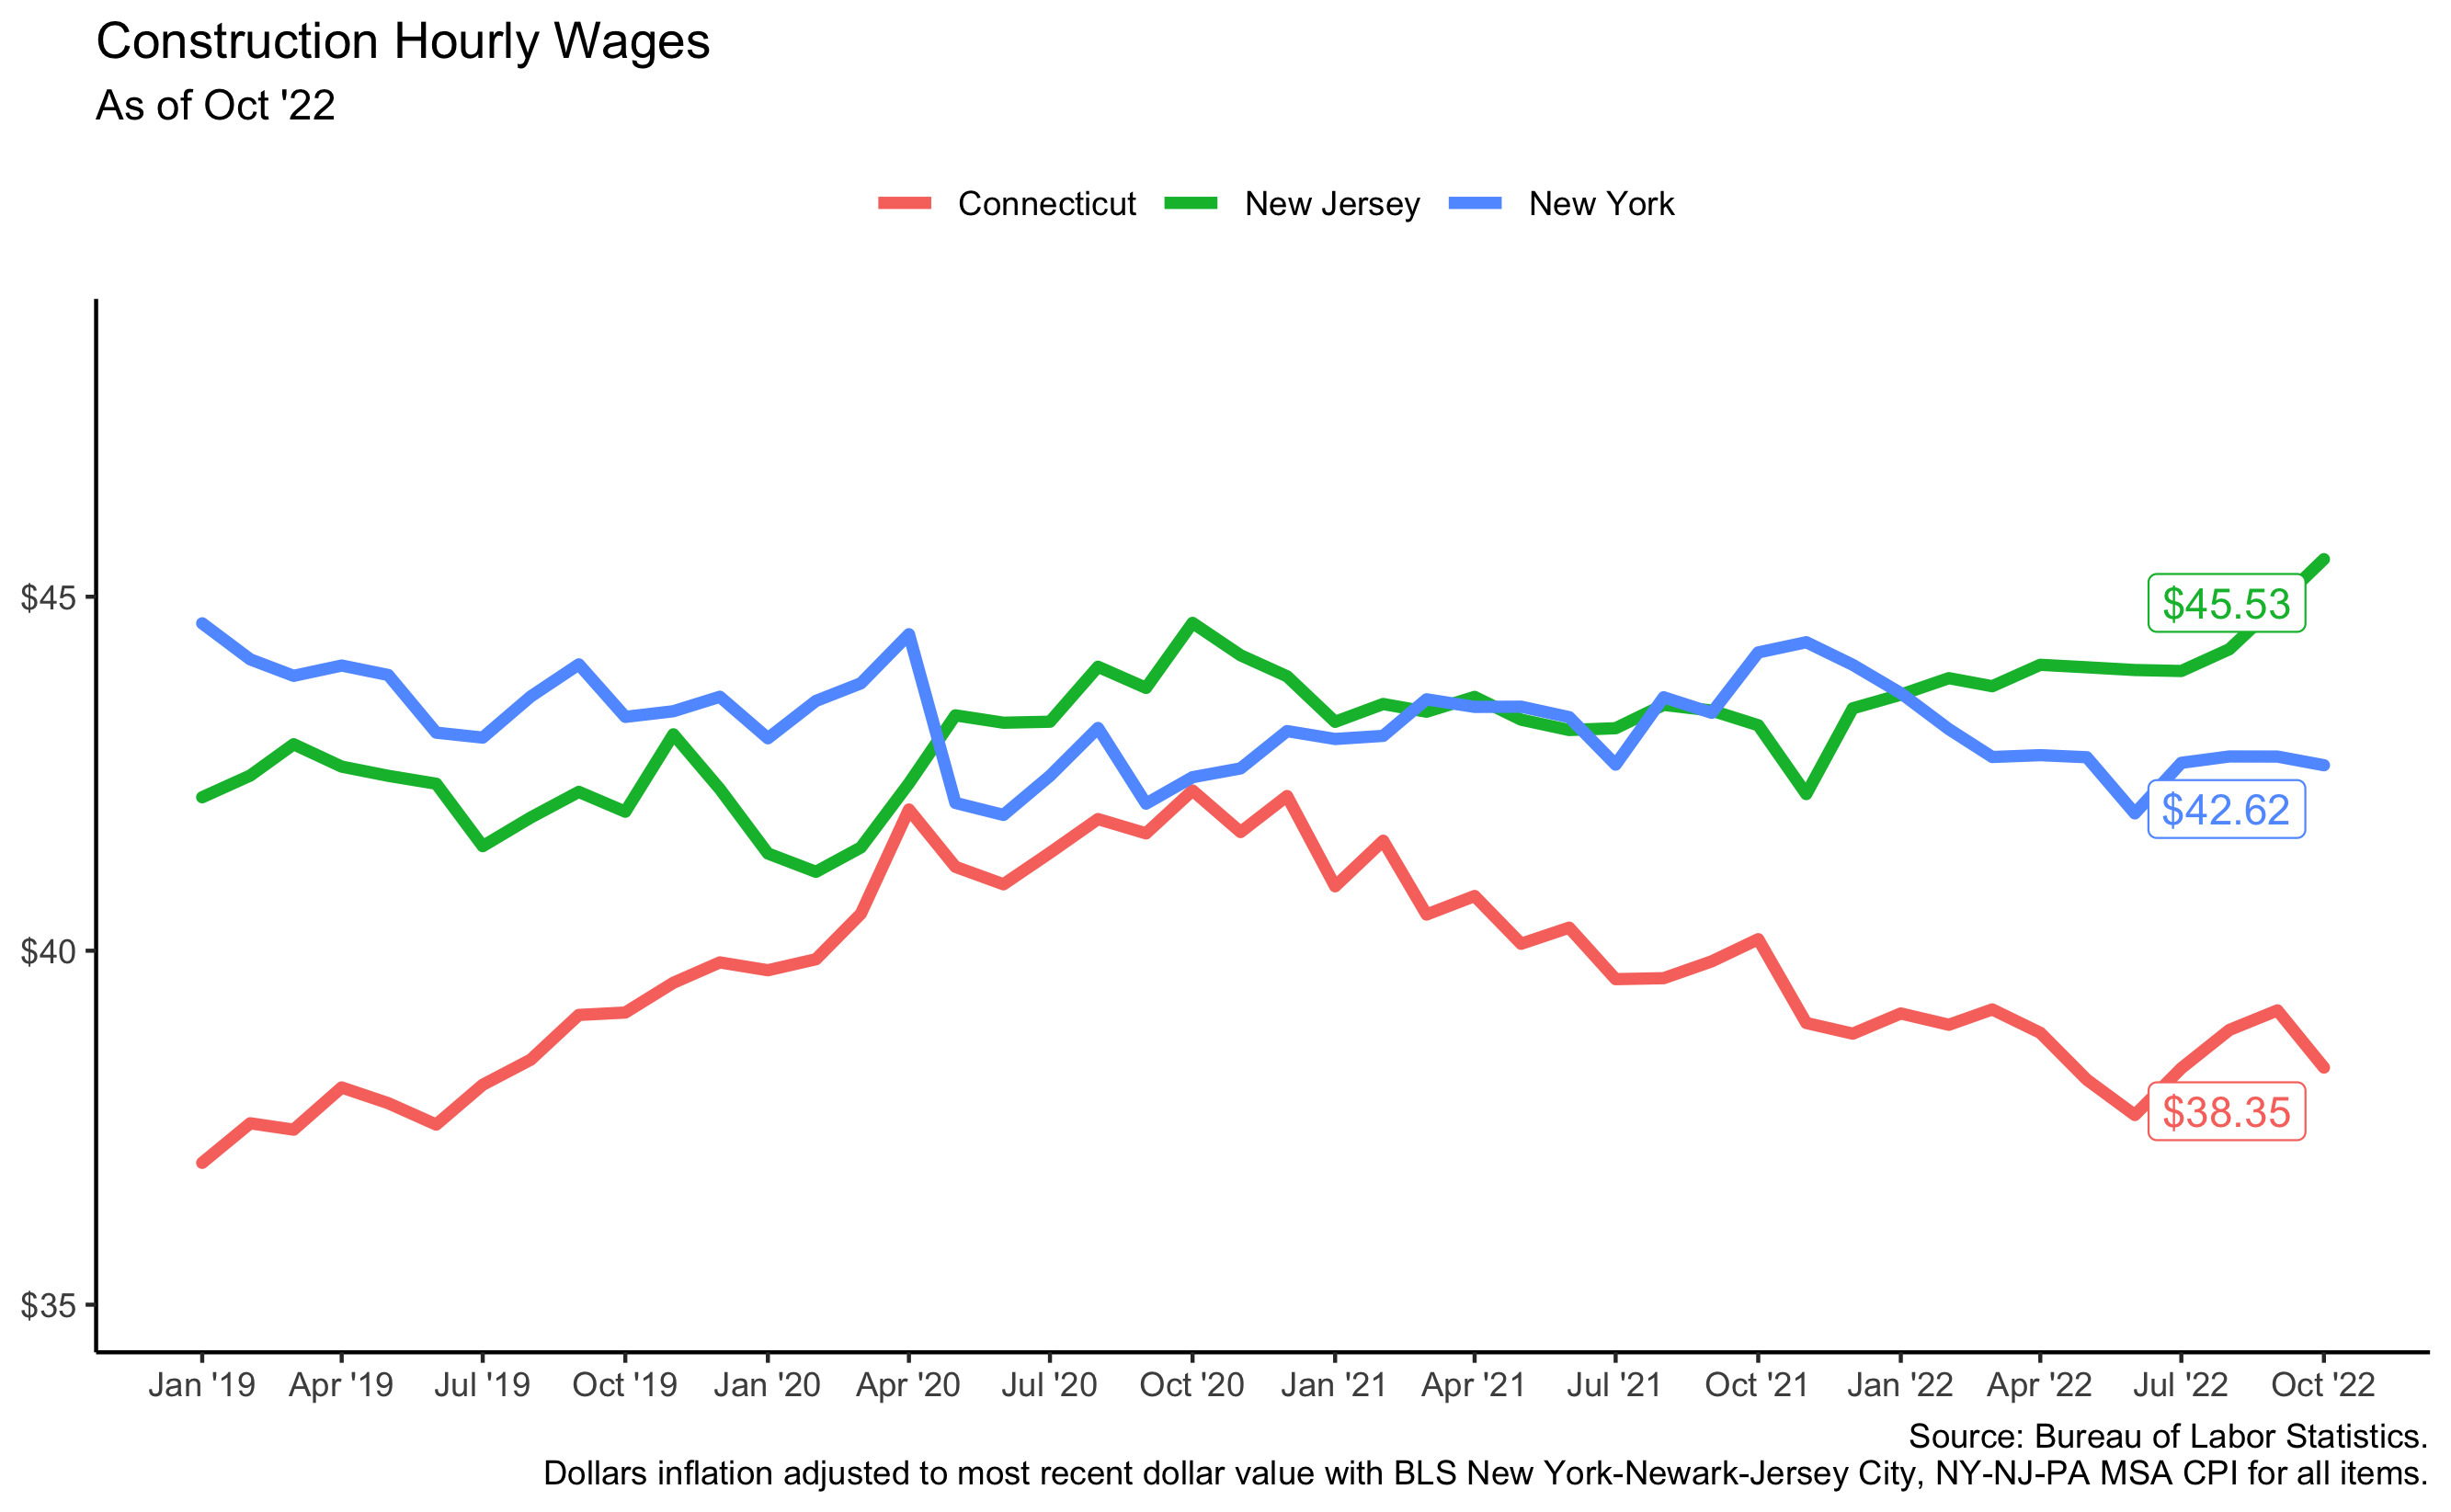 Construction Hourly Wages
As of Oct '22
Connecticut New Jersey New York
$45
$40
$35
$45.53
$42.62
$38.35
Jan '19 Apr '19 Jul '19 Oct '19 Jan '20 Apr '20 Jul '20 Oct '20 Jan '21 Apr '21 Jul '21 Oct '21 Jan '22 Apr '22 Jul '22 Oct '22
Source: Bureau of Labor Statistics.
Dollars inflation adjusted to most recent dollar value with BLS New York-Newark-Jersey City, NY-NJ-PA MSA CPI for all items.